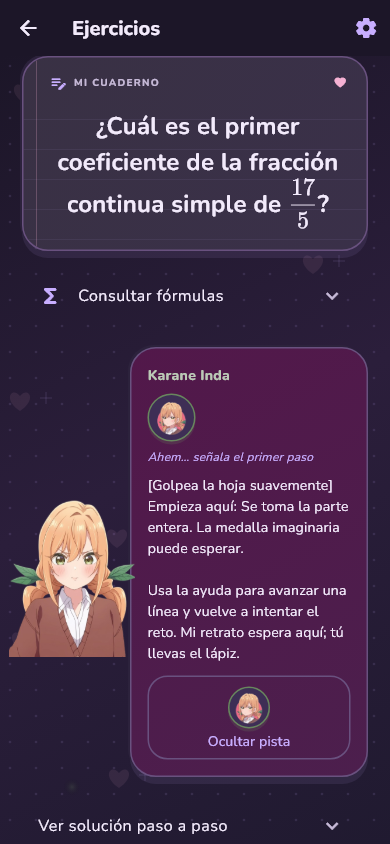 Ejercicios
MI CUADERNO
¿Cuál es el primer
coeficiente de la fracción
continua simple de 17/5?
Consultar fórmulas
Karane Inda
Ahem... señala el primer paso
[Golpea la hoja suavemente]
Empieza aquí: Se toma la parte
entera. La medalla imaginaria
puede esperar.
Usa la ayuda para avanzar una
línea y vuelve a intentar el
reto. Mi retrato espera aquí; tú
llevas el lápiz.
Ocultar pista
Ver solución paso a paso